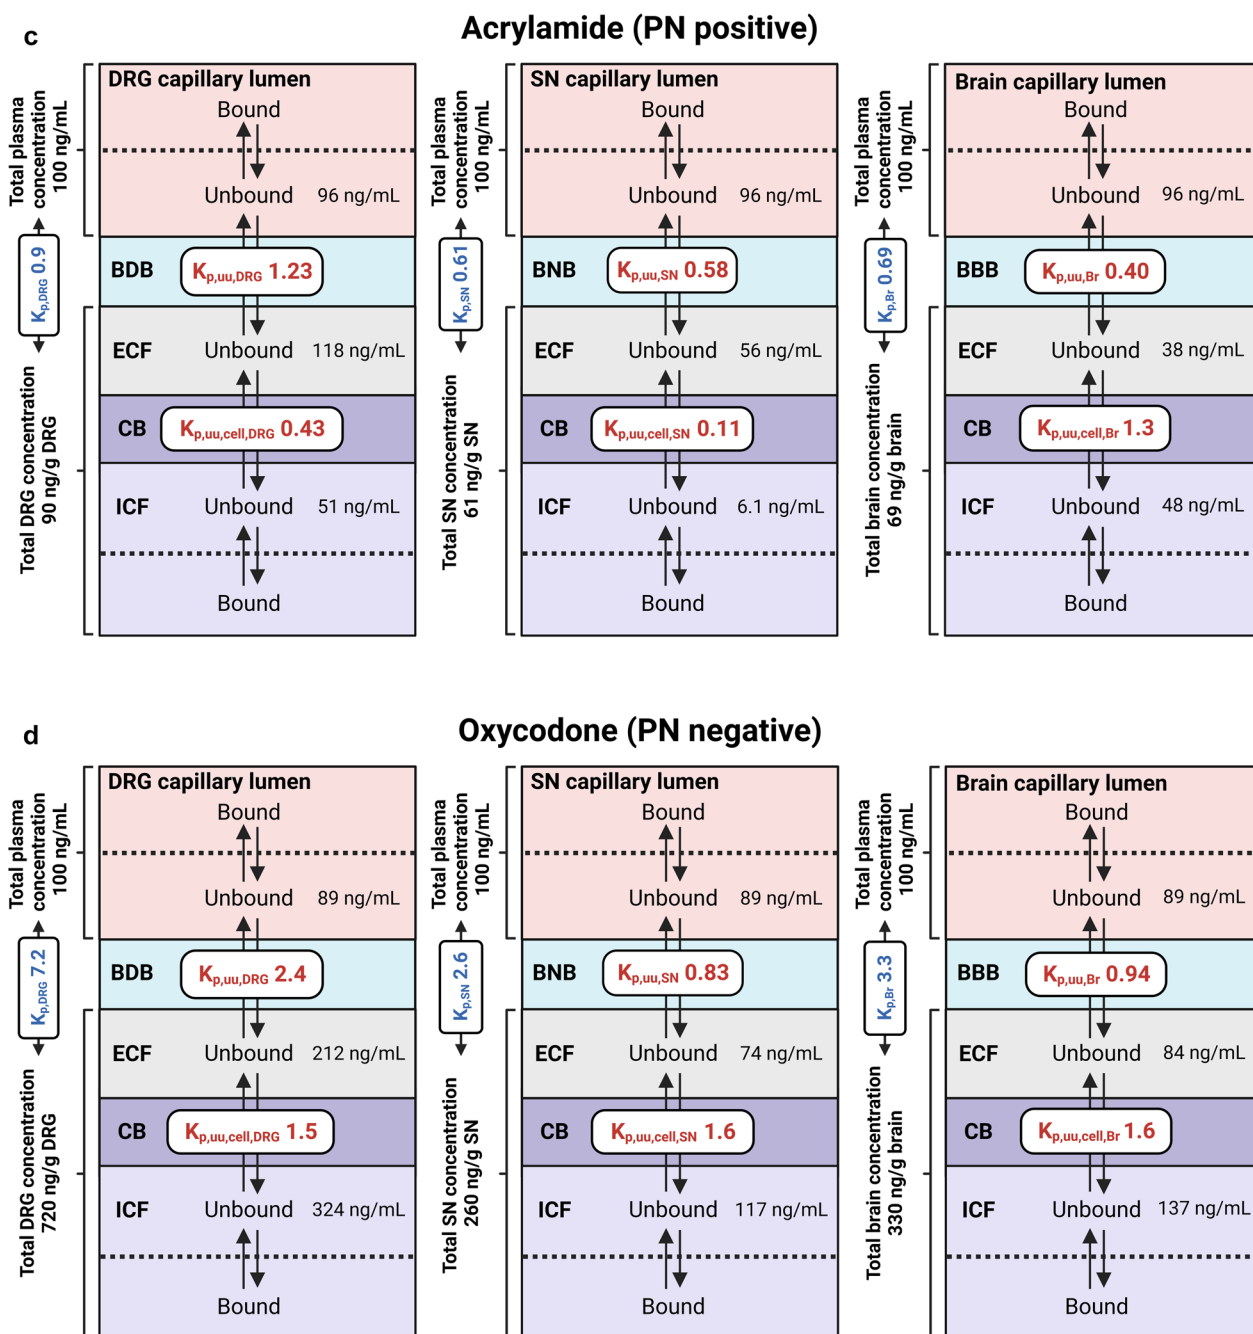 c
Acrylamide (PN positive)
Total plasma
concentration
100 ng/mL
Kp,DRG 0.9
Total DRG concentration
90 ng/g DRG
DRG capillary lumen
Bound
Unbound 96 ng/mL
BDB Kp,uu,DRG 1.23
ECF Unbound 118 ng/mL
CB Kp,uu,cell,DRG 0.43
ICF Unbound 51 ng/mL
Bound
Total plasma
concentration
100 ng/mL
Kp,SN 0.61
Total SN concentration
61 ng/g SN
SN capillary lumen
Bound
Unbound 96 ng/mL
BNB Kp,uu,SN 0.58
ECF Unbound 56 ng/mL
CB Kp,uu,cell,SN 0.11
ICF Unbound 6.1 ng/mL
Bound
Total plasma
concentration
100 ng/mL
Kp,Br 0.69
Total brain concentration
69 ng/g brain
Brain capillary lumen
Bound
Unbound 96 ng/mL
BBB Kp,uu,Br 0.40
ECF Unbound 38 ng/mL
CB Kp,uu,cell,Br 1.3
ICF Unbound 48 ng/mL
Bound
d
Oxycodone (PN negative)
Total plasma
concentration
100 ng/mL
Kp,DRG 7.2
Total DRG concentration
720 ng/g DRG
DRG capillary lumen
Bound
Unbound 89 ng/mL
BDB Kp,uu,DRG 2.4
ECF Unbound 212 ng/mL
CB Kp,uu,cell,DRG 1.5
ICF Unbound 324 ng/mL
Bound
Total plasma
concentration
100 ng/mL
Kp,SN 2.6
Total SN concentration
260 ng/g SN
SN capillary lumen
Bound
Unbound 89 ng/mL
BNB Kp,uu,SN 0.83
ECF Unbound 74 ng/mL
CB Kp,uu,cell,SN 1.6
ICF Unbound 117 ng/mL
Bound
Total plasma
concentration
100 ng/mL
Kp,Br 3.3
Total brain concentration
330 ng/g brain
Brain capillary lumen
Bound
Unbound 89 ng/mL
BBB Kp,uu,Br 0.94
ECF Unbound 84 ng/mL
CB Kp,uu,cell,Br 1.6
ICF Unbound 137 ng/mL
Bound